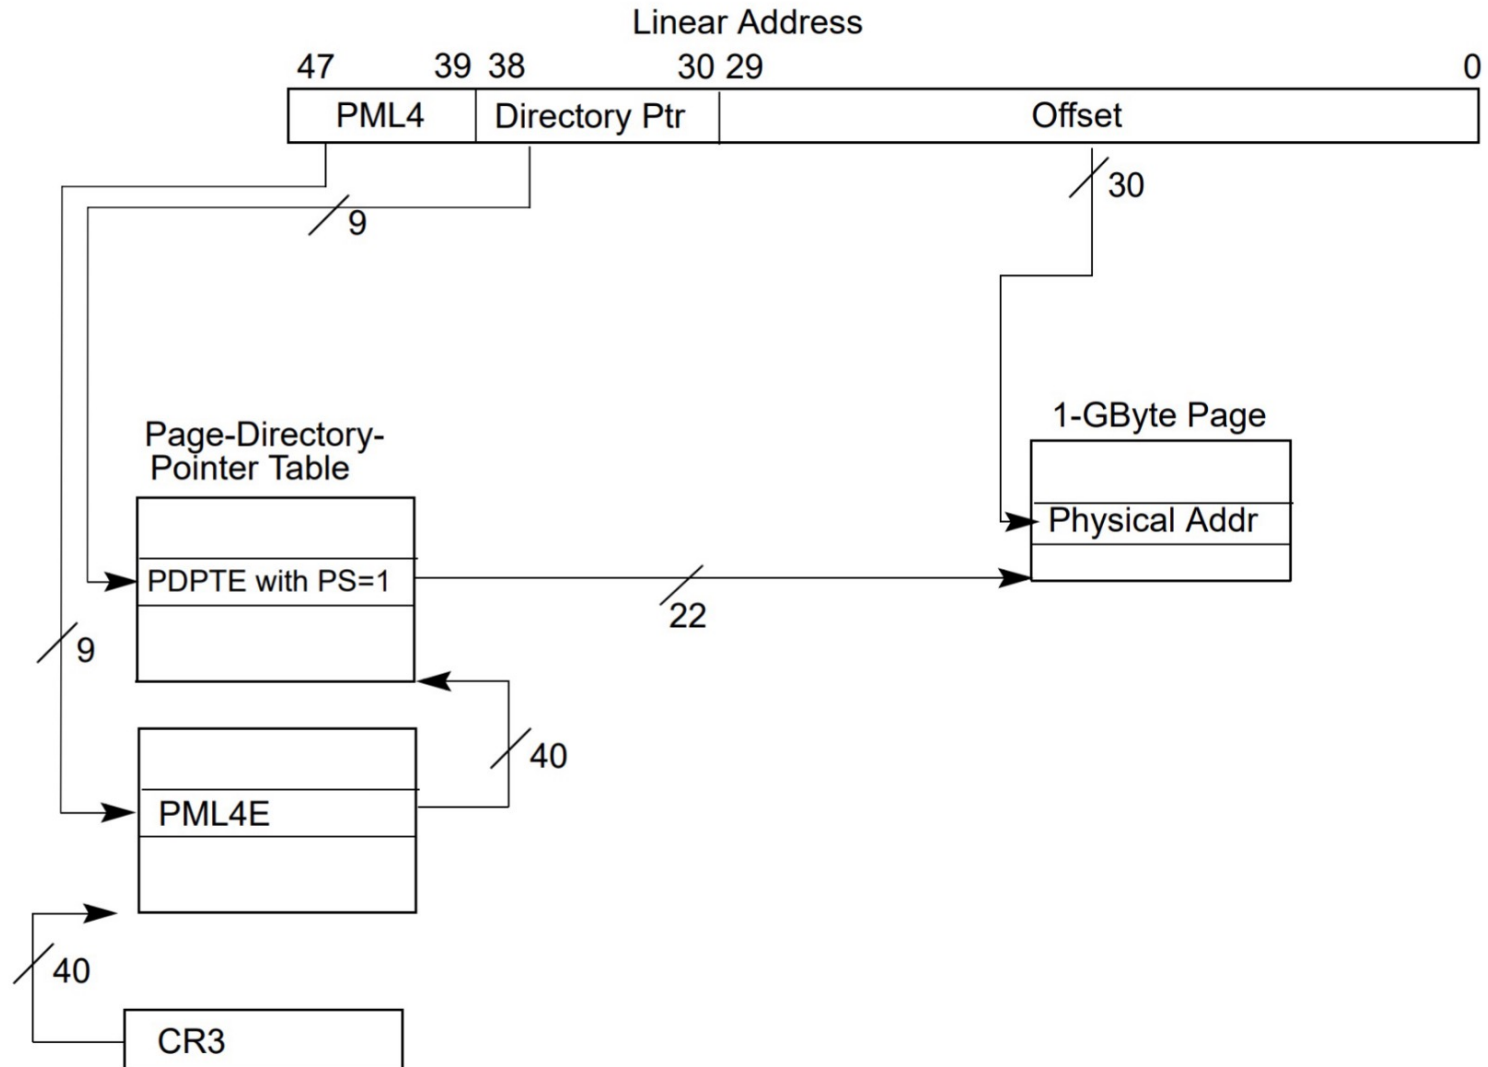 Linear Address
47 39 38 30 29 0
PML4 Directory Ptr Offset
9
30
1-GByte Page
Physical Addr
Page-Directory-
Pointer Table
PDPTE with PS=1
22
9
40
PML4E
40
CR3